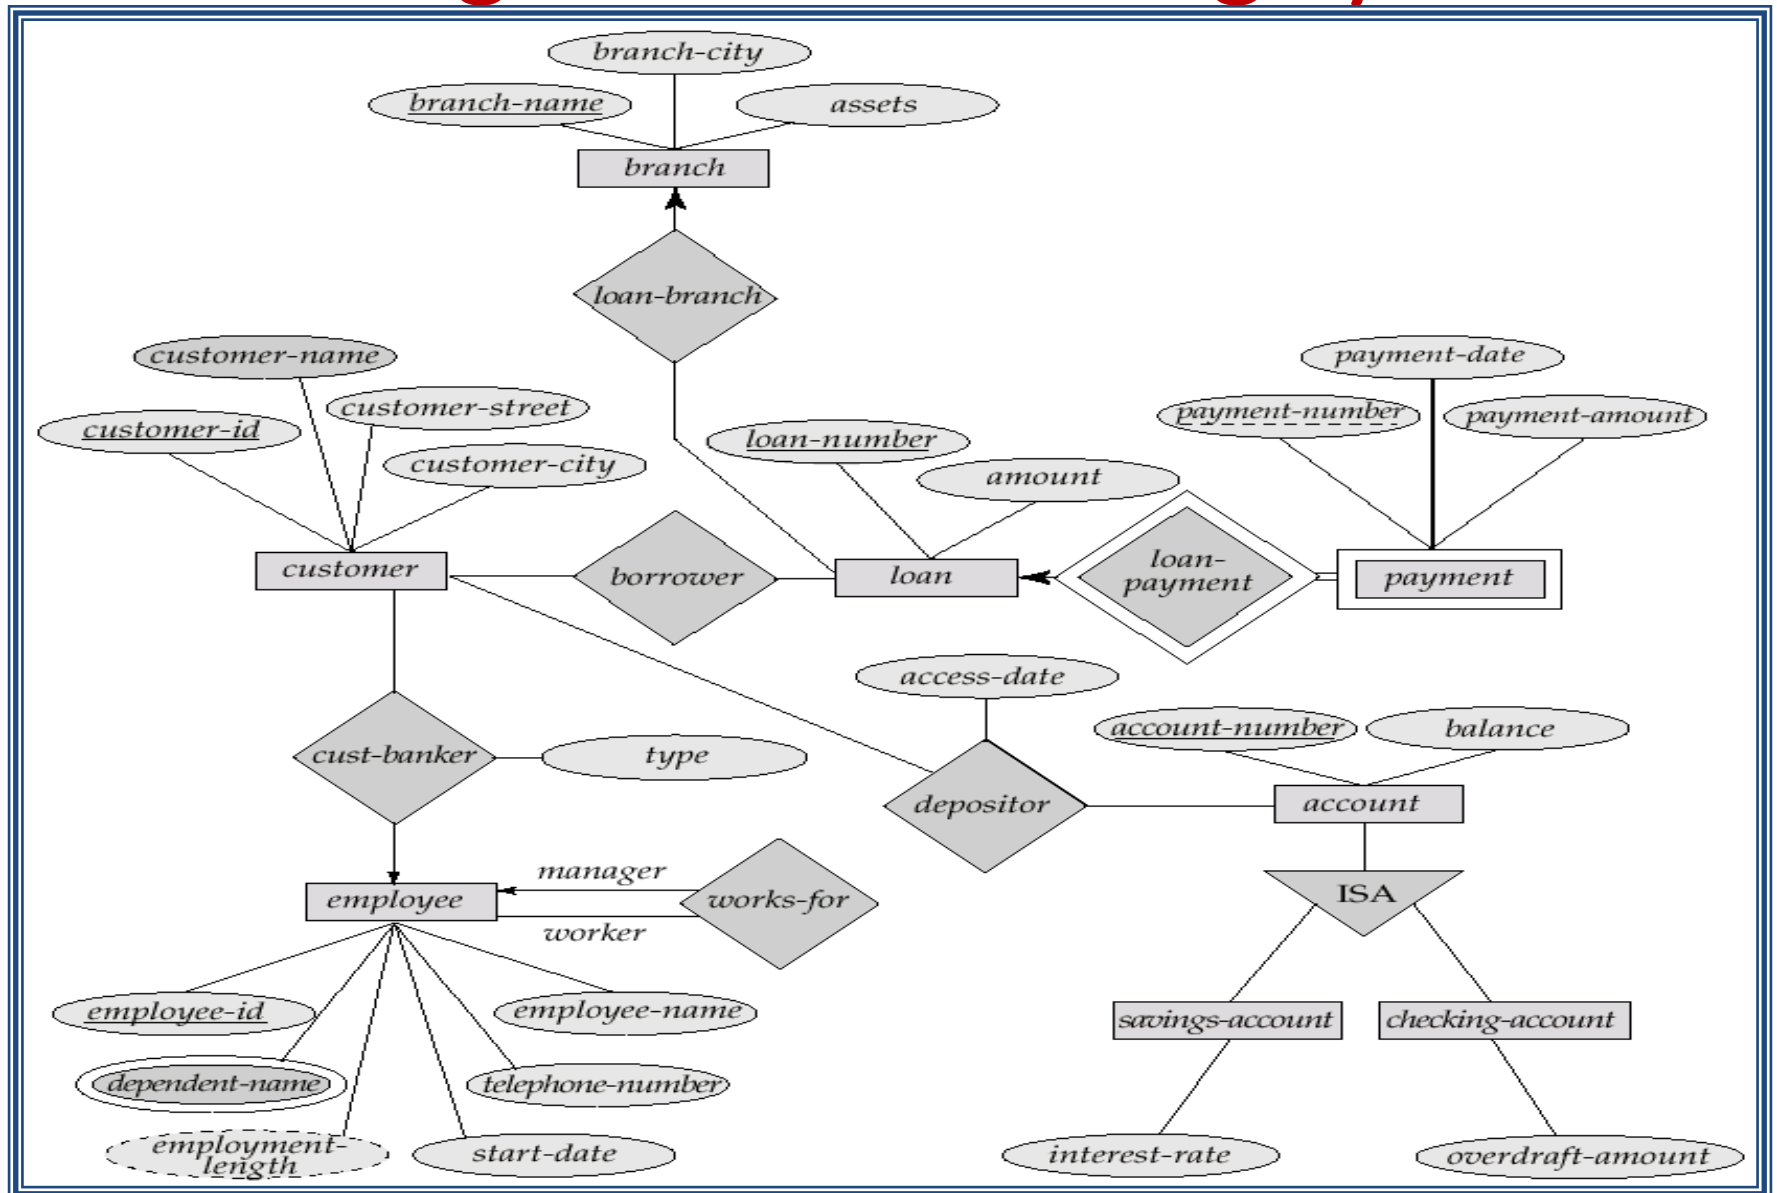 branch-city
branch-name
assets
branch
loan-branch
customer-name
customer-street
customer-id
customer-city
payment-date
payment-number
payment-amount
loan-number
amount
customer
borrower
loan
loan-
payment
payment
access-date
account-number
balance
cust-banker
type
depositor
account
manager
employee
works-for
worker
ISA
employee-id
employee-name
savings-account
checking-account
dependent-name
telephone-number
employment-
length
start-date
interest-rate
overdraft-amount